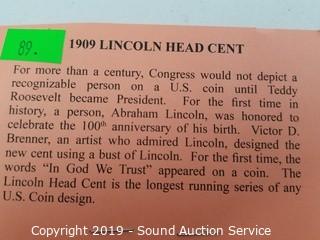 89.
1909 LINCOLN HEAD CENT
For more than a century, Congress would not depict a
recognizable person on a U.S. coin until Teddy
Roosevelt became President. For the first time in
history, a person, Abraham Lincoln, was honored to
celebrate the 100th anniversary of his birth. Victor D.
Brenner, an artist who admired Lincoln, designed the
new cent using a bust of Lincoln. For the first time, the
words "In God We Trust" appeared on a coin. The
Lincoln Head Cent is the longest running series of any
U.S. Coin design.
Copyright 2019 - Sound Auction Service